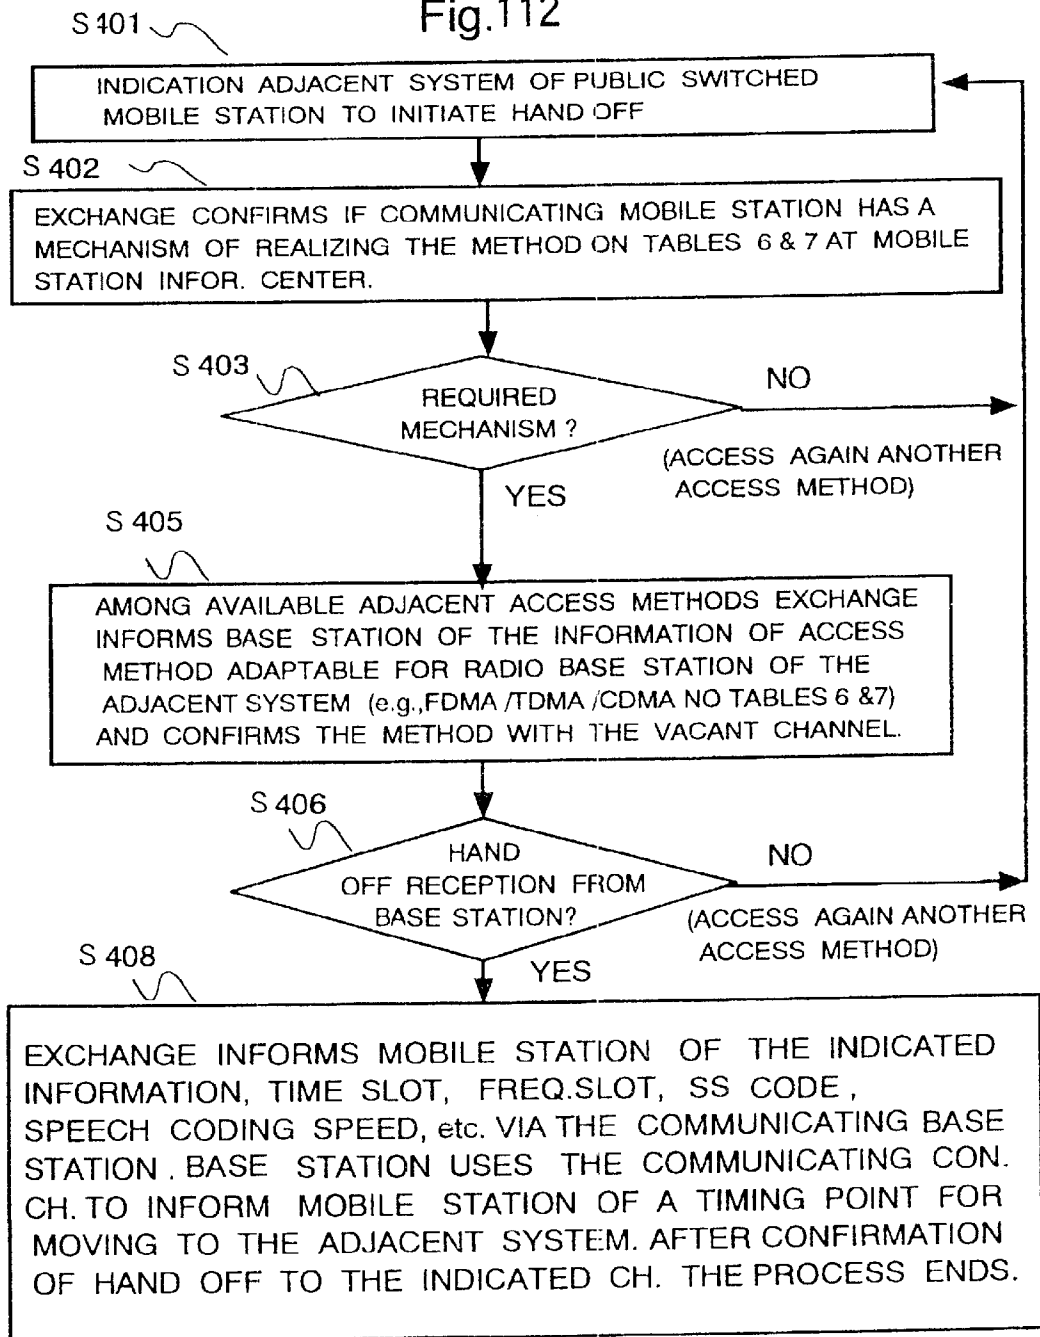 Fig.112
S 401
INDICATION ADJACENT SYSTEM OF PUBLIC SWITCHED
MOBILE STATION TO INITIATE HAND OFF
S 402
EXCHANGE CONFIRMS IF COMMUNICATING MOBILE STATION HAS A
MECHANISM OF REALIZING THE METHOD ON TABLES 6 & 7 AT MOBILE
STATION INFOR. CENTER.
S 403
REQUIRED
MECHANISM ?
NO
(ACCESS AGAIN ANOTHER
ACCESS METHOD)
YES
S 405
AMONG AVAILABLE ADJACENT ACCESS METHODS EXCHANGE
INFORMS BASE STATION OF THE INFORMATION OF ACCESS
METHOD ADAPTABLE FOR RADIO BASE STATION OF THE
ADJACENT SYSTEM (e.g.,FDMA /TDMA /CDMA NO TABLES 6 &7)
AND CONFIRMS THE METHOD WITH THE VACANT CHANNEL.
S 406
HAND
OFF RECEPTION FROM
BASE STATION?
NO
(ACCESS AGAIN ANOTHER
ACCESS METHOD)
YES
S 408
EXCHANGE INFORMS MOBILE STATION OF THE INDICATED
INFORMATION, TIME SLOT, FREQ.SLOT, SS CODE ,
SPEECH CODING SPEED, etc. VIA THE COMMUNICATING BASE
STATION . BASE STATION USES THE COMMUNICATING CON.
CH. TO INFORM MOBILE STATION OF A TIMING POINT FOR
MOVING TO THE ADJACENT SYSTEM. AFTER CONFIRMATION
OF HAND OFF TO THE INDICATED CH. THE PROCESS ENDS.